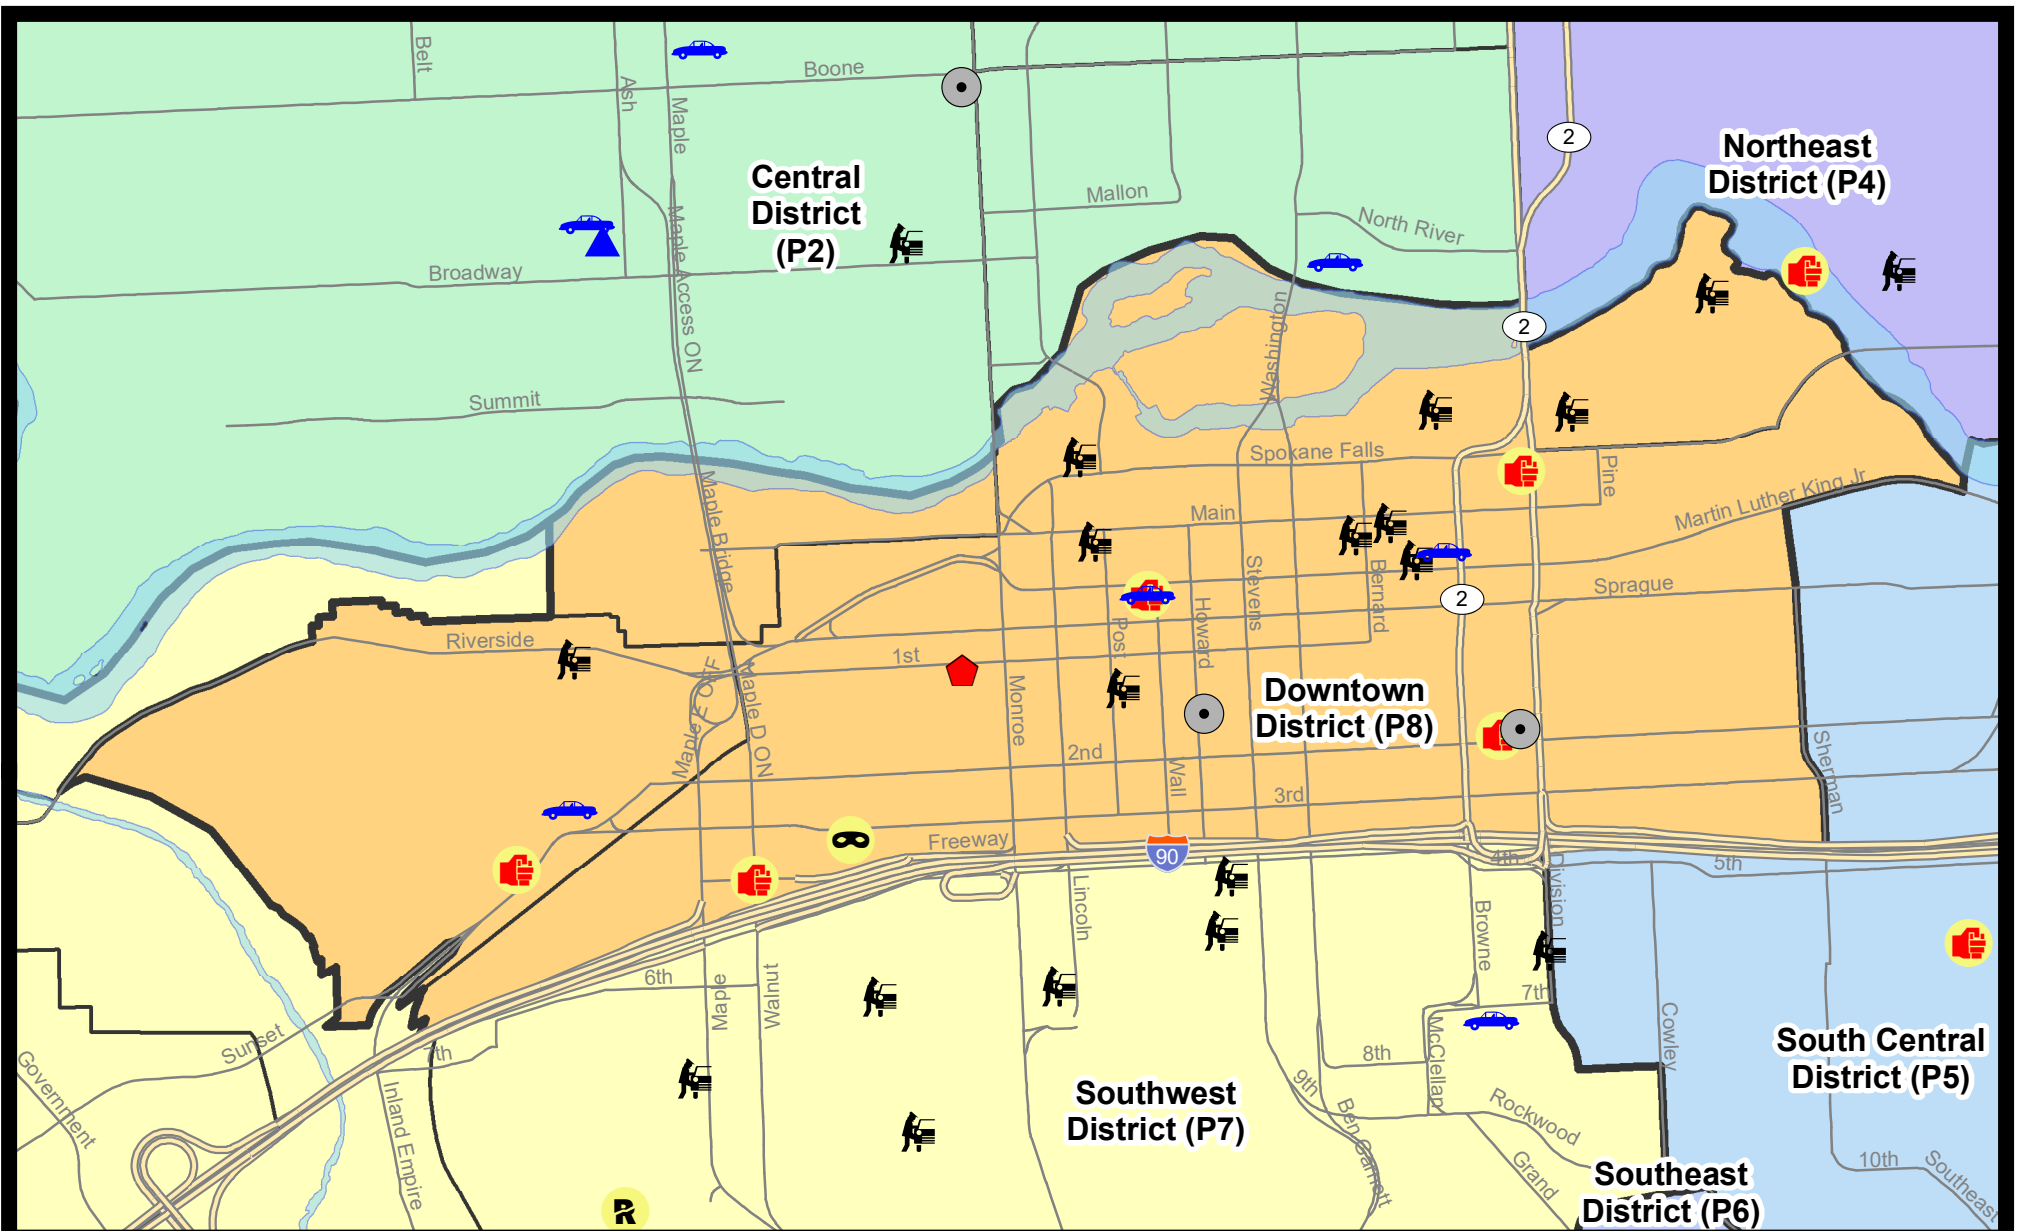 Belt
Ash
Maple
Boone
2
Northeast
District (P4)
Central
District
(P2)
Mallon
North River
Maple Access ON
Broadway
2
Washington
Summit
Spokane Falls
Pine
Maple Bridge
Main
Martin Luther King Jr
Stevens
Bernard
Sprague
2
Howard
Post
Riverside
1st
Maple E OFF
Maple D ON
Monroe
Downtown
District (P8)
2nd
Wall
3rd
Sherman
Freeway
90
4th
Division
5th
Lincoln
Browne
6th
Maple
Walnut
7th
Cowley
Sunset
7th
Government
Inland Empire
8th
McClellan
9th
Ben Garnett
Rockwood
Grand
South Central
District (P5)
Southwest
District (P7)
10th
Southeast
Southeast
District (P6)
R